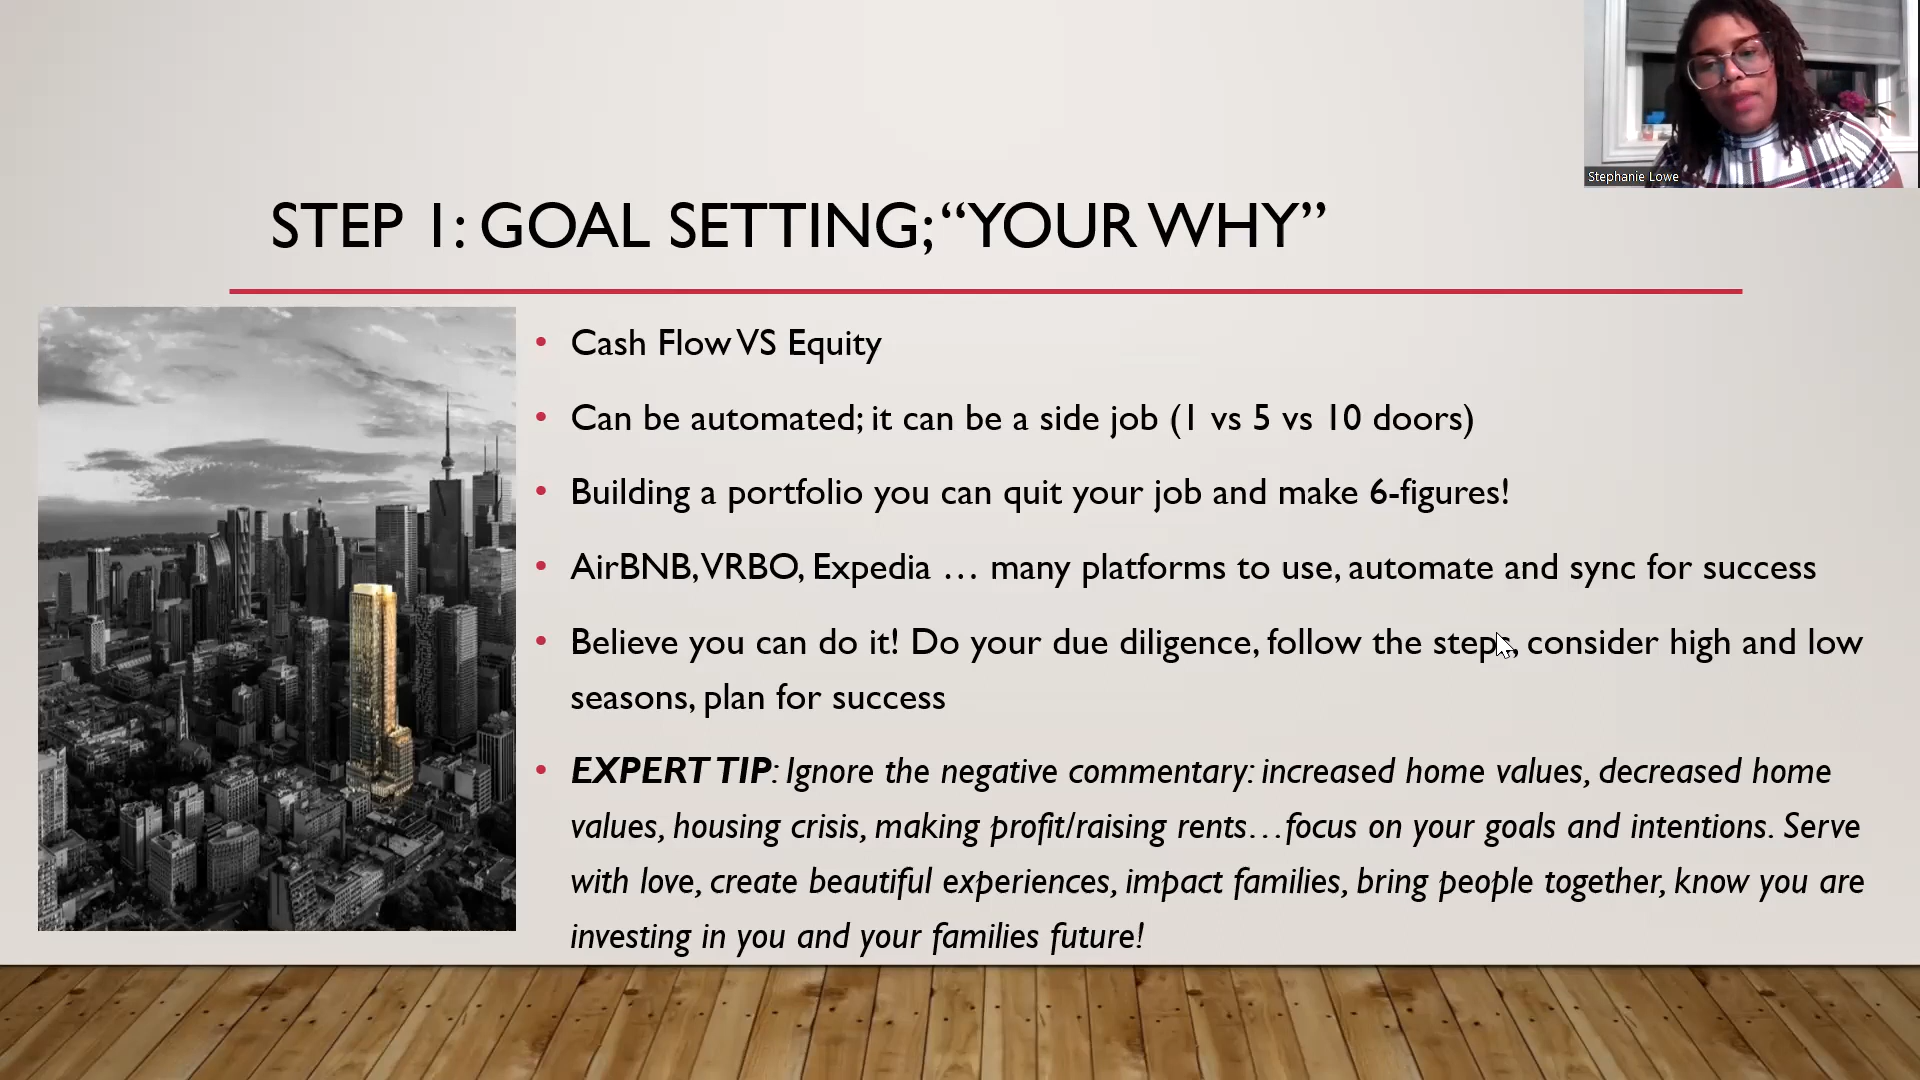 Stephanie Lowe
STEP 1: GOAL SETTING; “YOUR WHY”
• Cash Flow VS Equity
• Can be automated; it can be a side job (1 vs 5 vs 10 doors)
• Building a portfolio you can quit your job and make 6-figures!
• AirBNB, VRBO, Expedia … many platforms to use, automate and sync for success
• Believe you can do it! Do your due diligence, follow the steps, consider high and low
seasons, plan for success
• EXPERT TIP: Ignore the negative commentary: increased home values, decreased home
values, housing crisis, making profit/raising rents…focus on your goals and intentions. Serve
with love, create beautiful experiences, impact families, bring people together, know you are
investing in you and your families future!